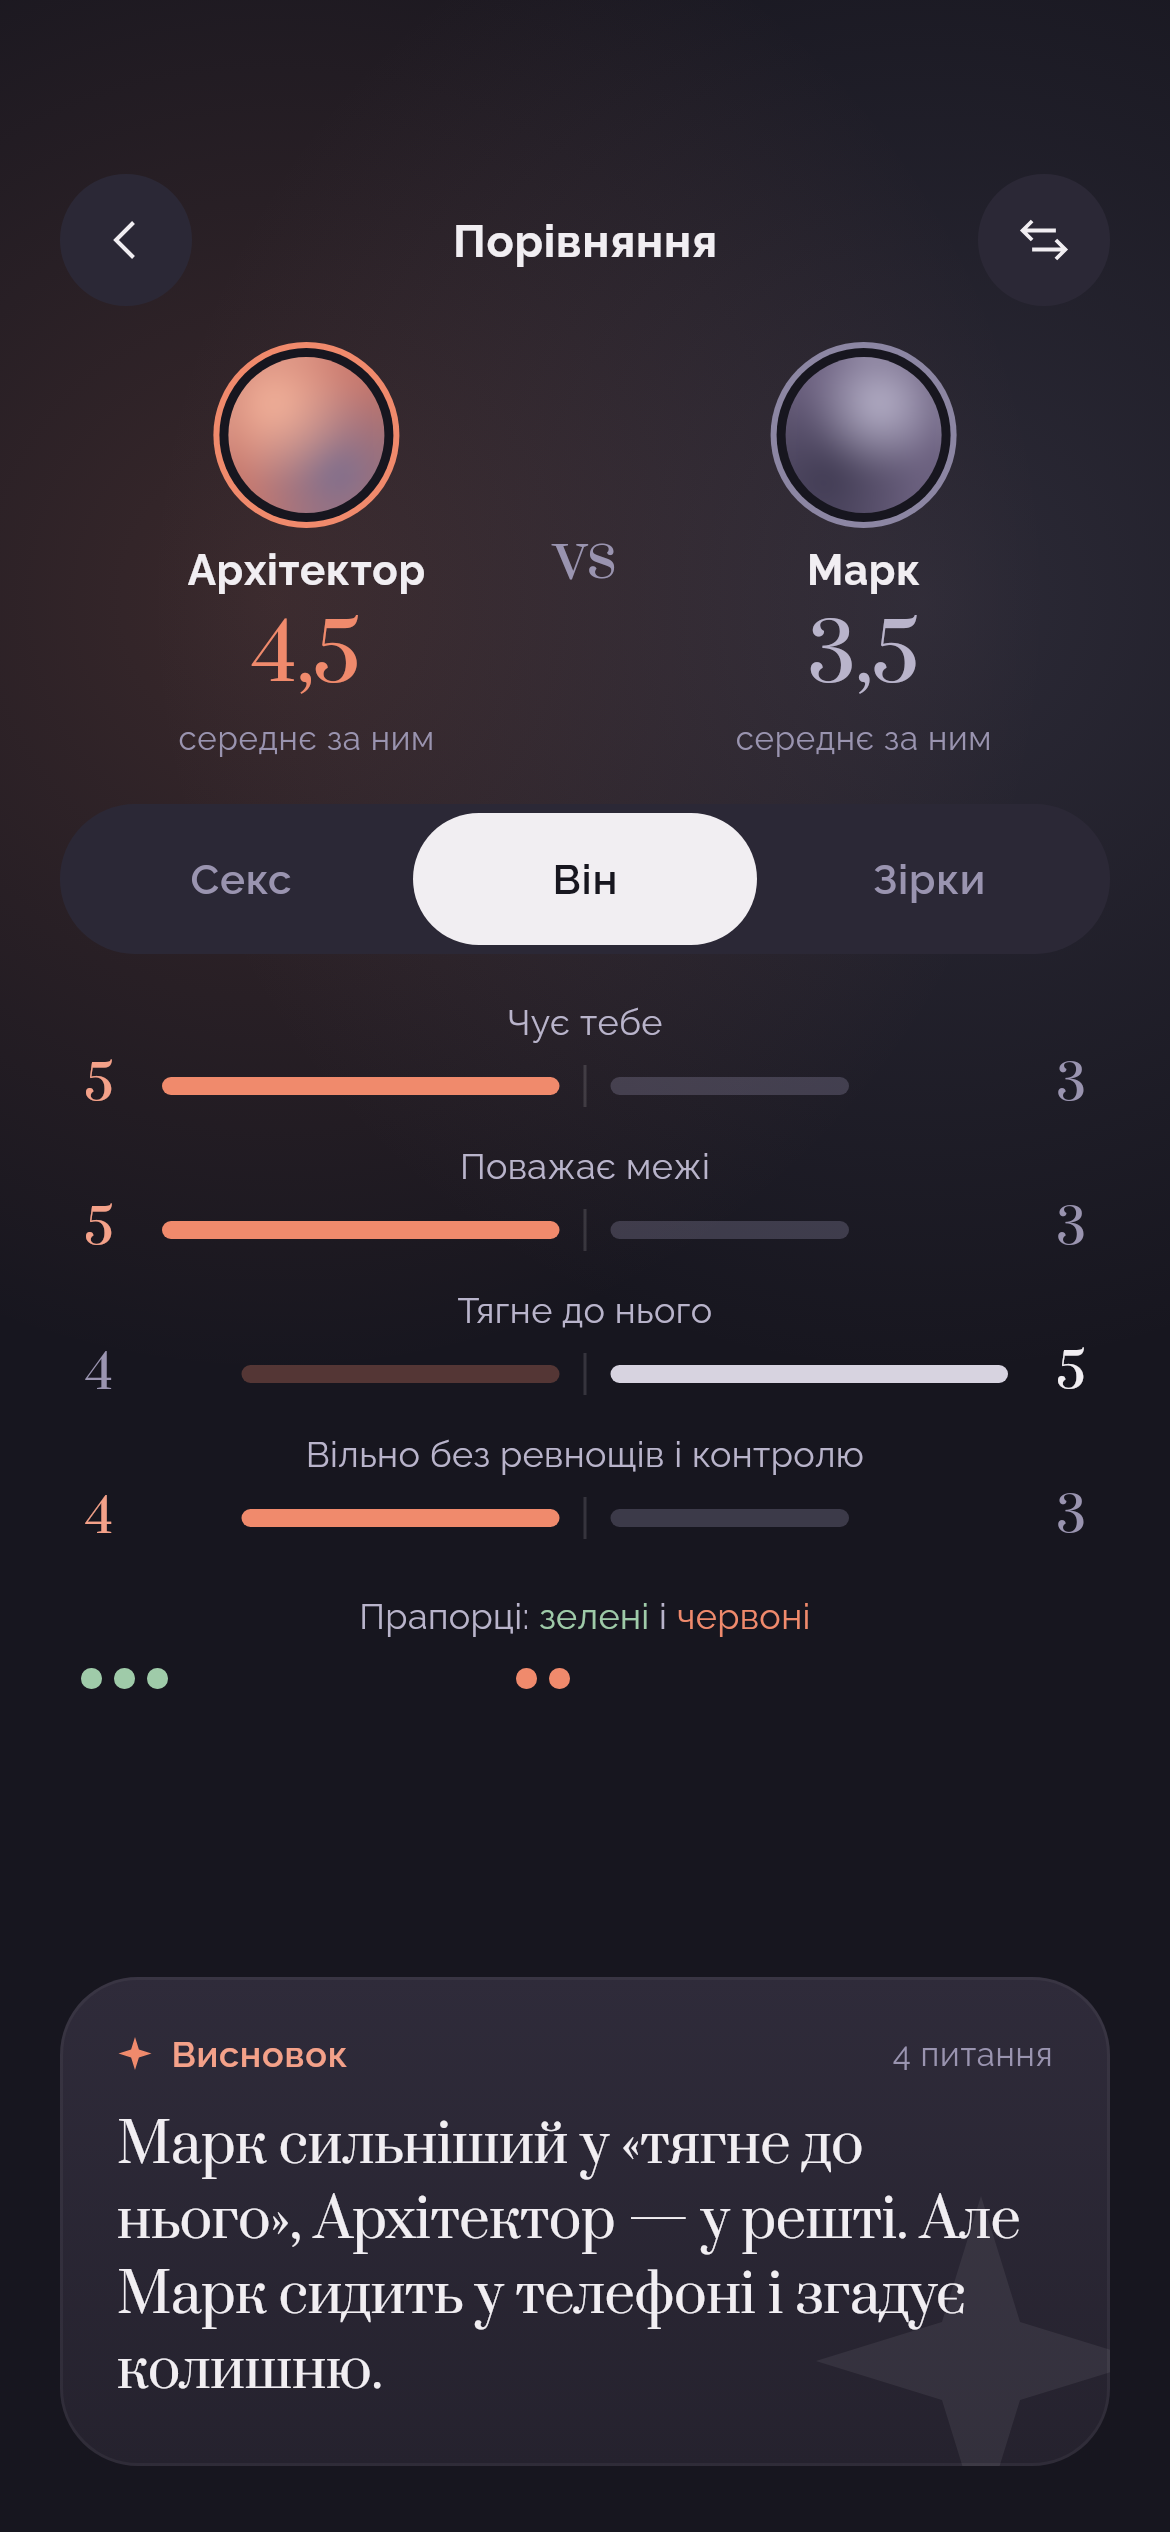 Порівняння
Архітектор
vs
Марк
4,5
3,5
середнє за ним
середнє за ним
Секс
Він
Зірки
Чує тебе
5
3
Поважає межі
5
3
Тягне до нього
4
5
Вільно без ревнощів і контролю
4
3
Прапорці: зелені і червоні
Висновок
4 питання
Марк сильніший у «тягне до
нього», Архітектор — у решті. Але
Марк сидить у телефоні і згадує
колишню.